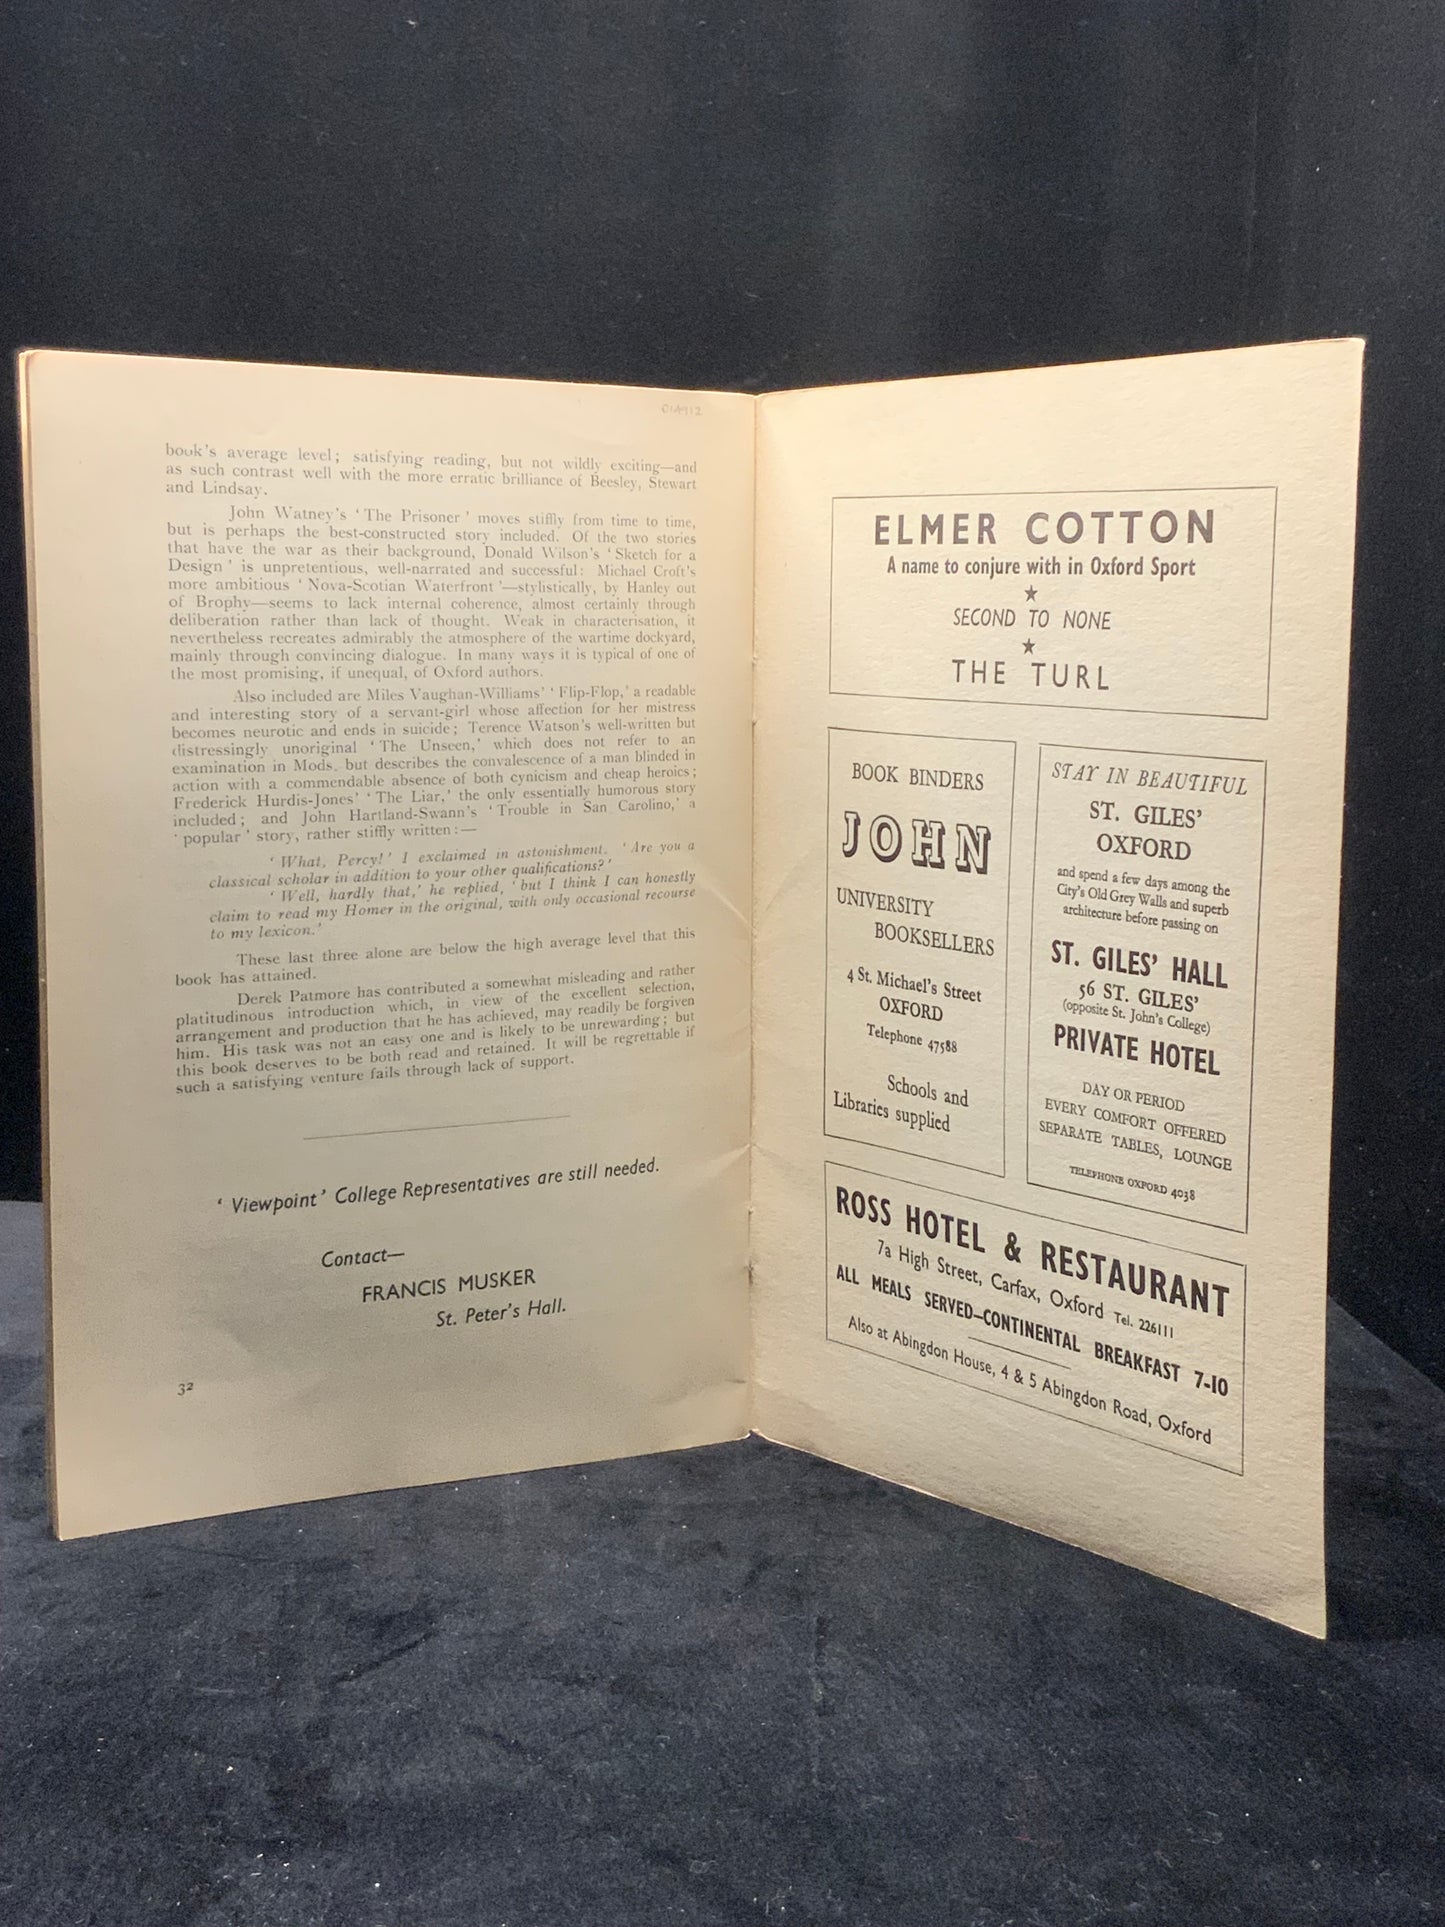 014912
book's average level; satisfying reading, but not wildly exciting—and
as such contrast well with the more erratic brilliance of Beesley, Stewart
and Lindsay.
John Watney's ' The Prisoner ' moves stiffly from time to time,
but is perhaps the best-constructed story included. Of the two stories
that have the war as their background, Donald Wilson's ' Sketch for a
Design ' is unpretentious, well-narrated and successful: Michael Croft's
more ambitious ' Nova-Scotian Waterfront '—stylistically, by Hanley out
of Brophy—seems to lack internal coherence, almost certainly through
deliberation rather than lack of thought. Weak in characterisation, it
nevertheless recreates admirably the atmosphere of the wartime dockyard,
mainly through convincing dialogue. In many ways it is typical of one of
the most promising, if unequal, of Oxford authors.
Also included are Miles Vaughan-Williams' ' Flip-Flop,' a readable
and interesting story of a servant-girl whose affection for her mistress
becomes neurotic and ends in suicide; Terence Watson's well-written but
distressingly unoriginal ' The Unseen,' which does not refer to an
examination in Mods, but describes the convalescence of a man blinded in
action with a commendable absence of both cynicism and cheap heroics;
Frederick Hurdis-Jones' ' The Liar,' the only essentially humorous story
included; and John Hartland-Swann's ' Trouble in San Carolino,' a
' popular ' story, rather stiffly written:—
' What, Percy!' I exclaimed in astonishment. ' Are you a
classical scholar in addition to your other qualifications?'
' Well, hardly that,' he replied, ' but I think I can honestly
claim to read my Homer in the original, with only occasional recourse
to my lexicon.'
These last three alone are below the high average level that this
book has attained.
Derek Patmore has contributed a somewhat misleading and rather
platitudinous introduction which, in view of the excellent selection,
arrangement and production that he has achieved, may readily be forgiven
him. His task was not an easy one and is likely to be unrewarding; but
this book deserves to be both read and retained. It will be regrettable if
such a satisfying venture fails through lack of support.
' Viewpoint' College Representatives are still needed.
Contact—
FRANCIS MUSKER
St. Peter's Hall.
32
ELMER COTTON
A name to conjure with in Oxford Sport
★
SECOND TO NONE
★
THE TURL
BOOK BINDERS
JOHN
UNIVERSITY
BOOKSELLERS
4 St. Michael's Street
OXFORD
Telephone 47588
Schools and
Libraries supplied
STAY IN BEAUTIFUL
ST. GILES'
OXFORD
and spend a few days among the
City's Old Grey Walls and superb
architecture before passing on
ST. GILES' HALL
56 ST. GILES'
(opposite St. John's College)
PRIVATE HOTEL
DAY OR PERIOD
EVERY COMFORT OFFERED
SEPARATE TABLES, LOUNGE
TELEPHONE OXFORD 4038
ROSS HOTEL & RESTAURANT
7a High Street, Carfax, Oxford Tel. 226111
ALL MEALS SERVED—CONTINENTAL BREAKFAST 7-10
Also at Abingdon House, 4 & 5 Abingdon Road, Oxford